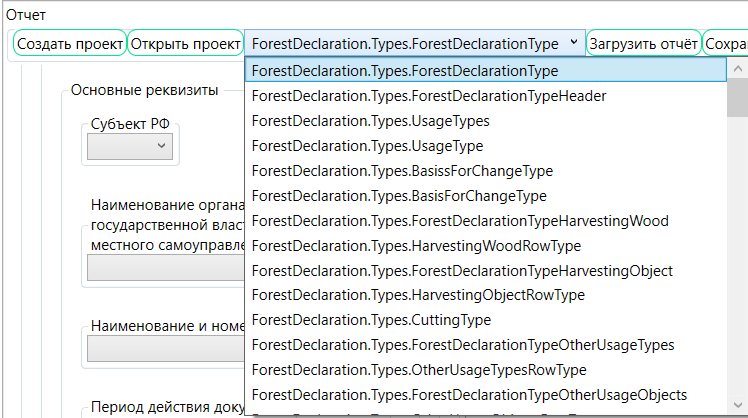 Отчет
Создать проект Открыть проект ForestDeclaration.Types.ForestDeclarationType Загрузить отчёт Сохра
ForestDeclaration.Types.ForestDeclarationType
Основные реквизиты
ForestDeclaration.Types.ForestDeclarationTypeHeader
Субъект РФ
ForestDeclaration.Types.UsageTypes
ForestDeclaration.Types.UsageType
ForestDeclaration.Types.BasissForChangeType
ForestDeclaration.Types.BasisForChangeType
Наименование органа
государственной влас
местного самоуправле
ForestDeclaration.Types.ForestDeclarationTypeHarvestingWood
ForestDeclaration.Types.HarvestingWoodRowType
ForestDeclaration.Types.ForestDeclarationTypeHarvestingObject
ForestDeclaration.Types.HarvestingObjectRowType
ForestDeclaration.Types.CuttingType
Наименование и номе
ForestDeclaration.Types.ForestDeclarationTypeOtherUsageTypes
ForestDeclaration.Types.OtherUsageTypesRowType
ForestDeclaration.Types.ForestDeclarationTypeOtherUsageObjects
Период действия доку